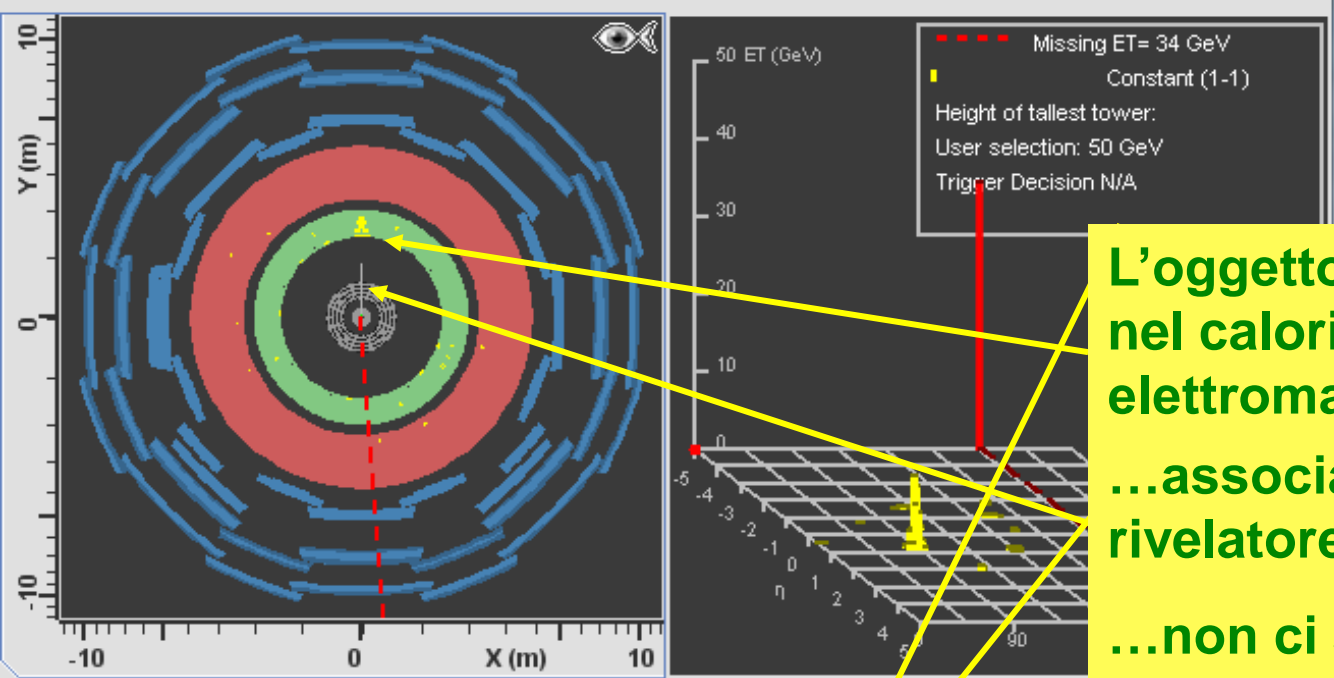 10
Y (m)
0
-10
-10
0
X (m)
10
50 ET (GeV)
40
30
20
10
0
-5
-4
-3
-2
-1
0
1
2
3
4
5
η
90
Missing ET= 34 GeV
Constant (1-1)
Height of tallest tower:
User selection: 50 GeV
Trigger Decision N/A
L’oggetto
nel calori
elettroma
…associa
rivelatore
…non ci